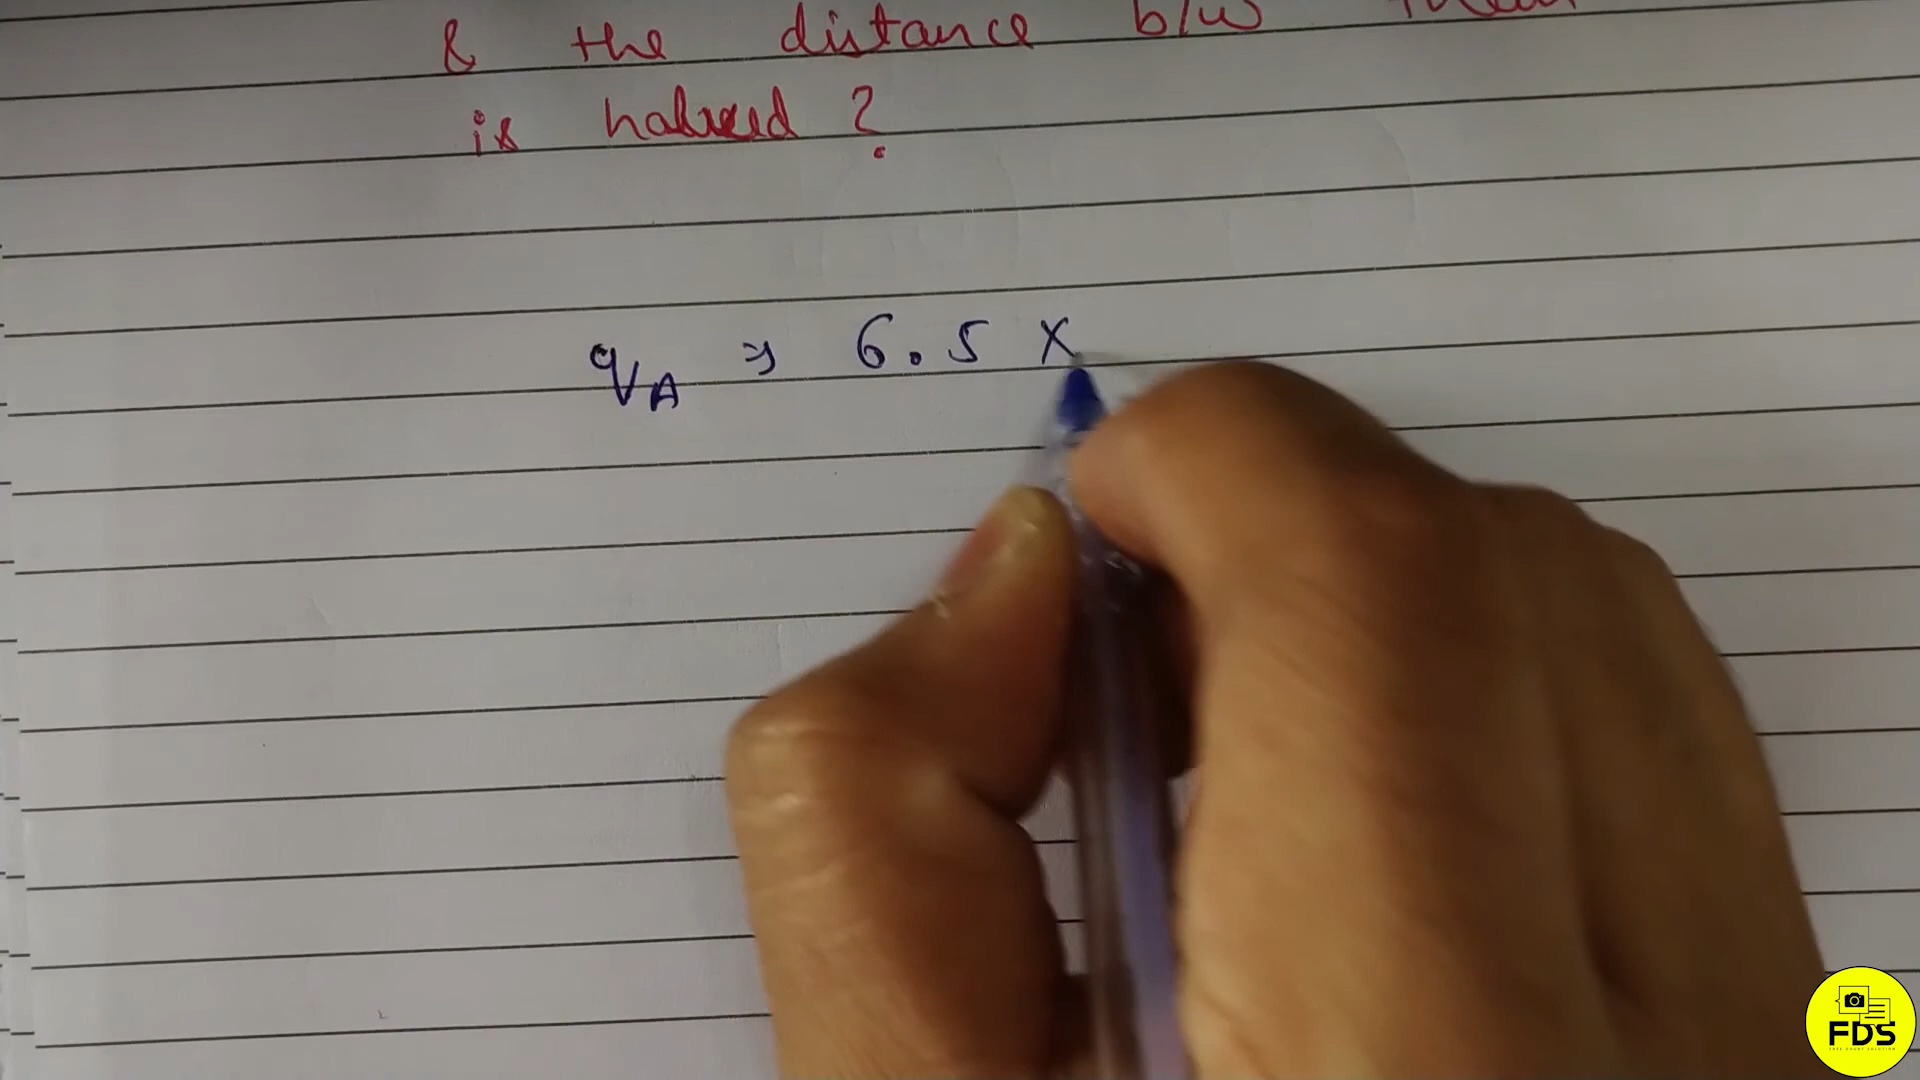 & the distance b/w
is halved ?
qA => 6.5 x
FDS